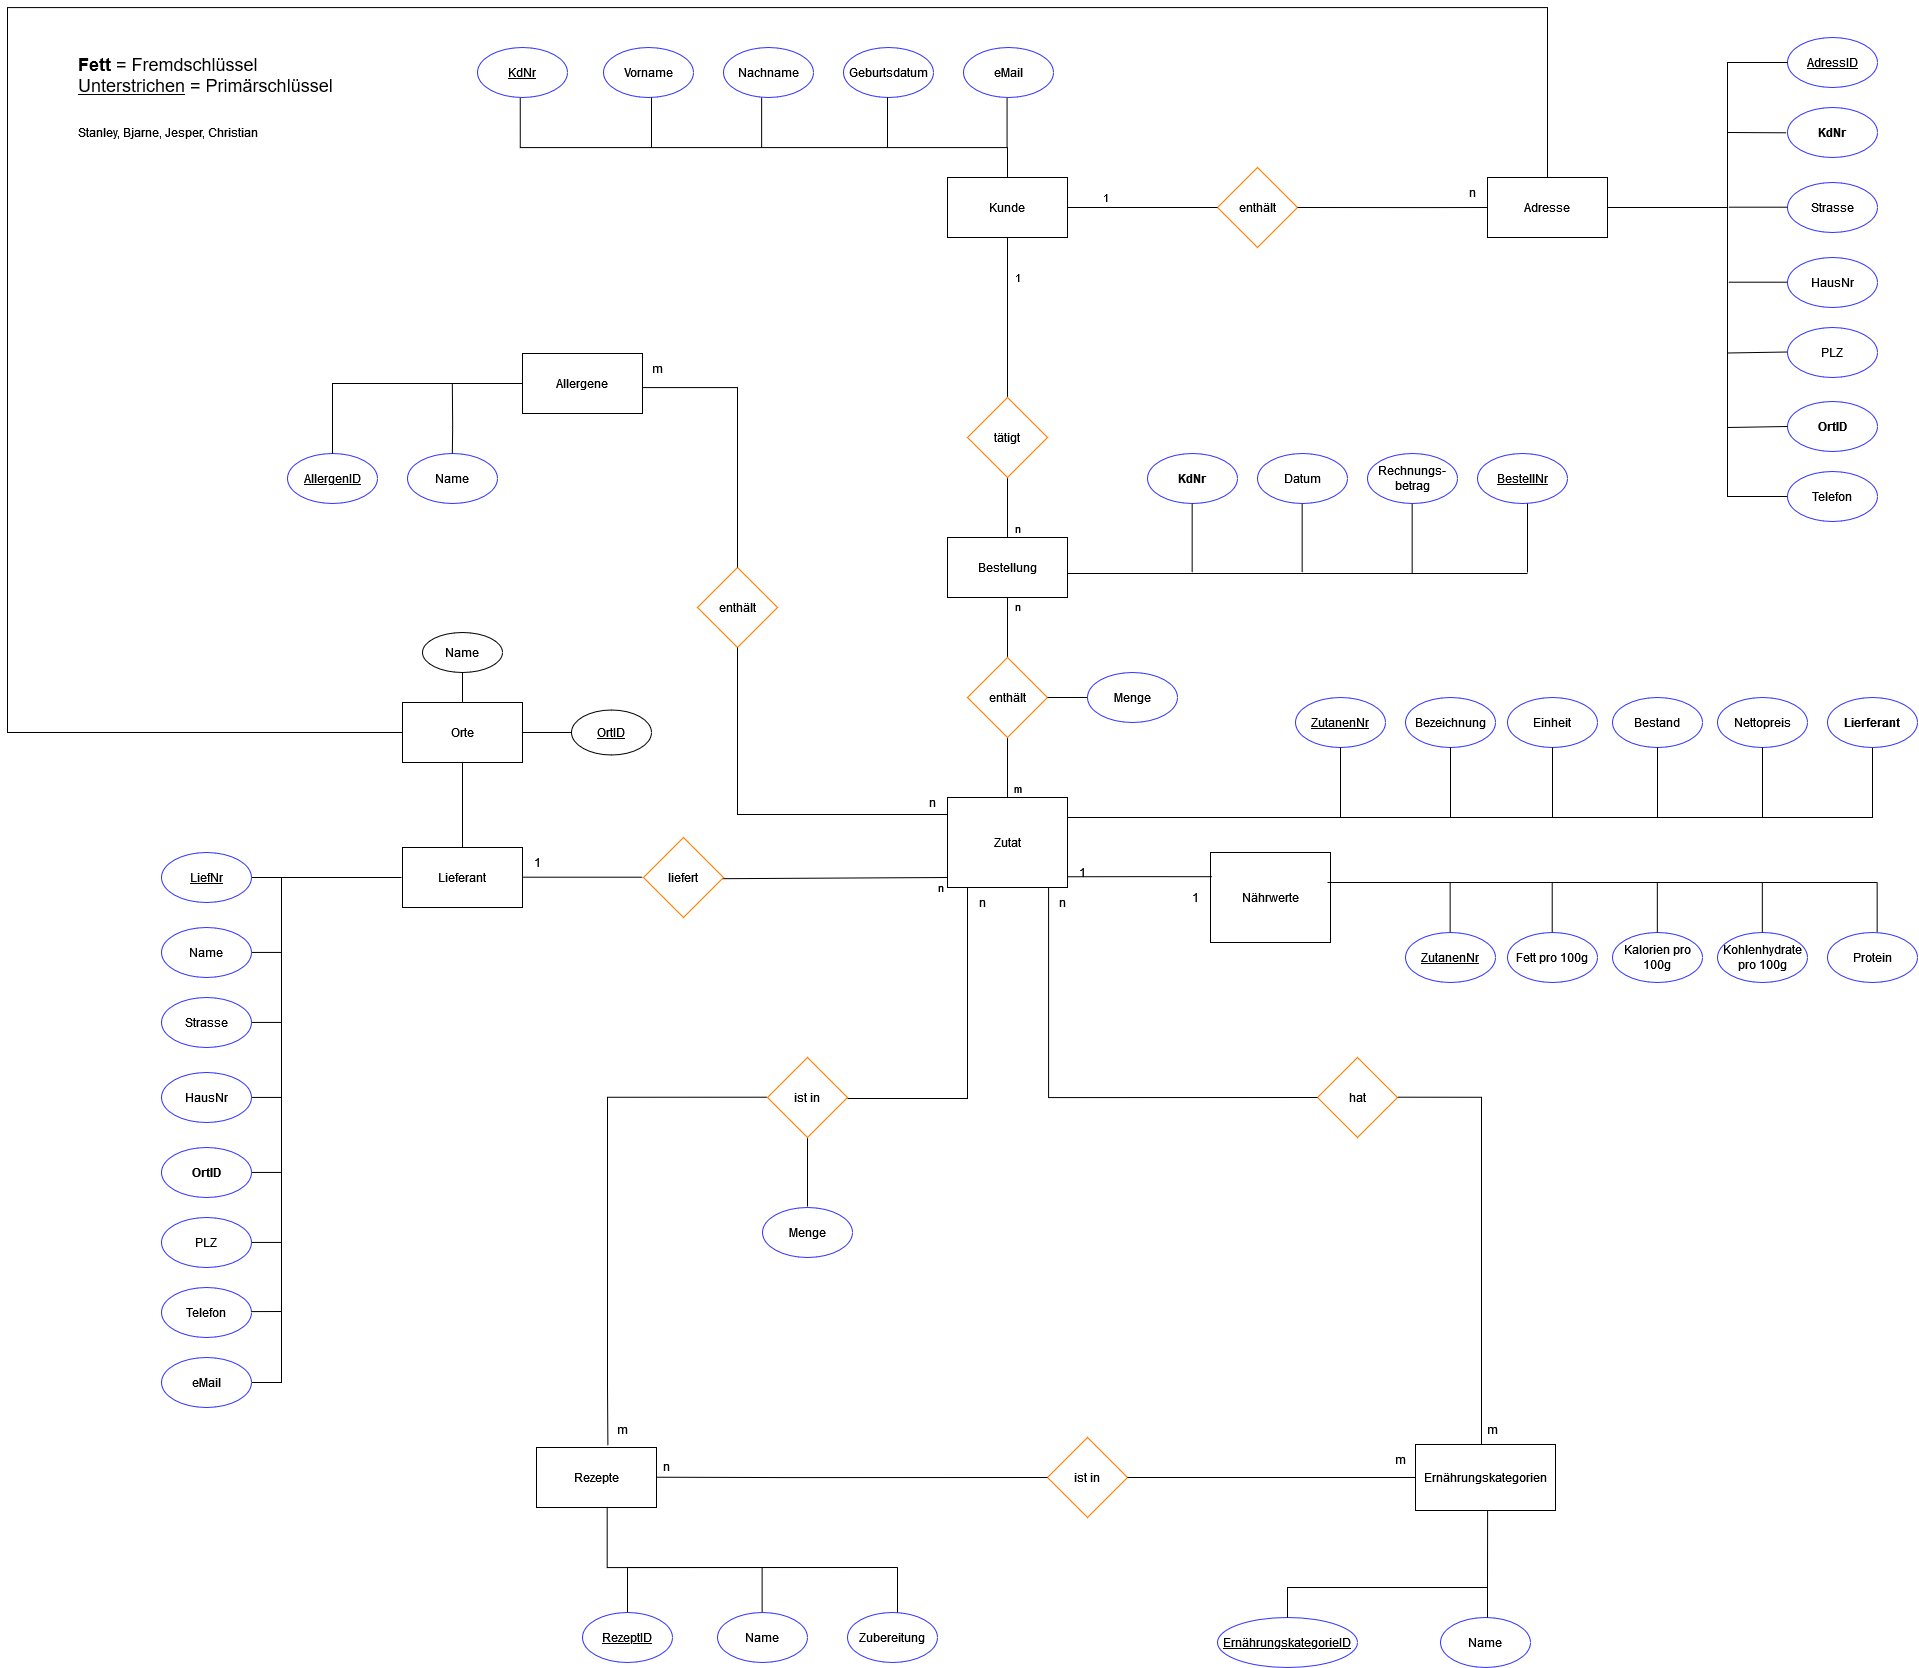 Fett = Fremdschlüssel
Unterstrichen = Primärschlüssel
Stanley, Bjarne, Jesper, Christian
KdNr
Vorname
Nachname
Geburtsdatum
eMail
AdressID
KdNr
Strasse
HausNr
PLZ
OrtID
Telefon
Kunde
1
enthält
n
Adresse
1
Allergene
m
AllergenID
Name
tätigt
KdNr
Datum
Rechnungs-
betrag
BestellNr
n
Bestellung
n
enthält
Name
Orte
OrtID
enthält
Menge
ZutanenNr
Bezeichnung
Einheit
Bestand
Nettopreis
Lierferant
m
n
Zutat
LiefNr
Lieferant
1
liefert
n
1
1
Nährwerte
n
n
ZutanenNr
Fett pro 100g
Kalorien pro
100g
Kohlenhydrate
pro 100g
Protein
Name
Strasse
HausNr
OrtID
PLZ
Telefon
eMail
ist in
hat
Menge
m
m
Rezepte
n
ist in
m
Ernährungskategorien
RezeptID
Name
Zubereitung
ErnährungskategorieID
Name